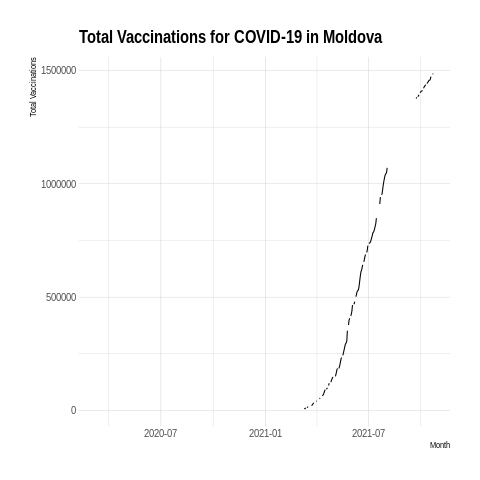 Total Vaccinations for COVID-19 in Moldova
Total Vaccinations
1500000
1000000
500000
0
2020-07 2021-01 2021-07
Month